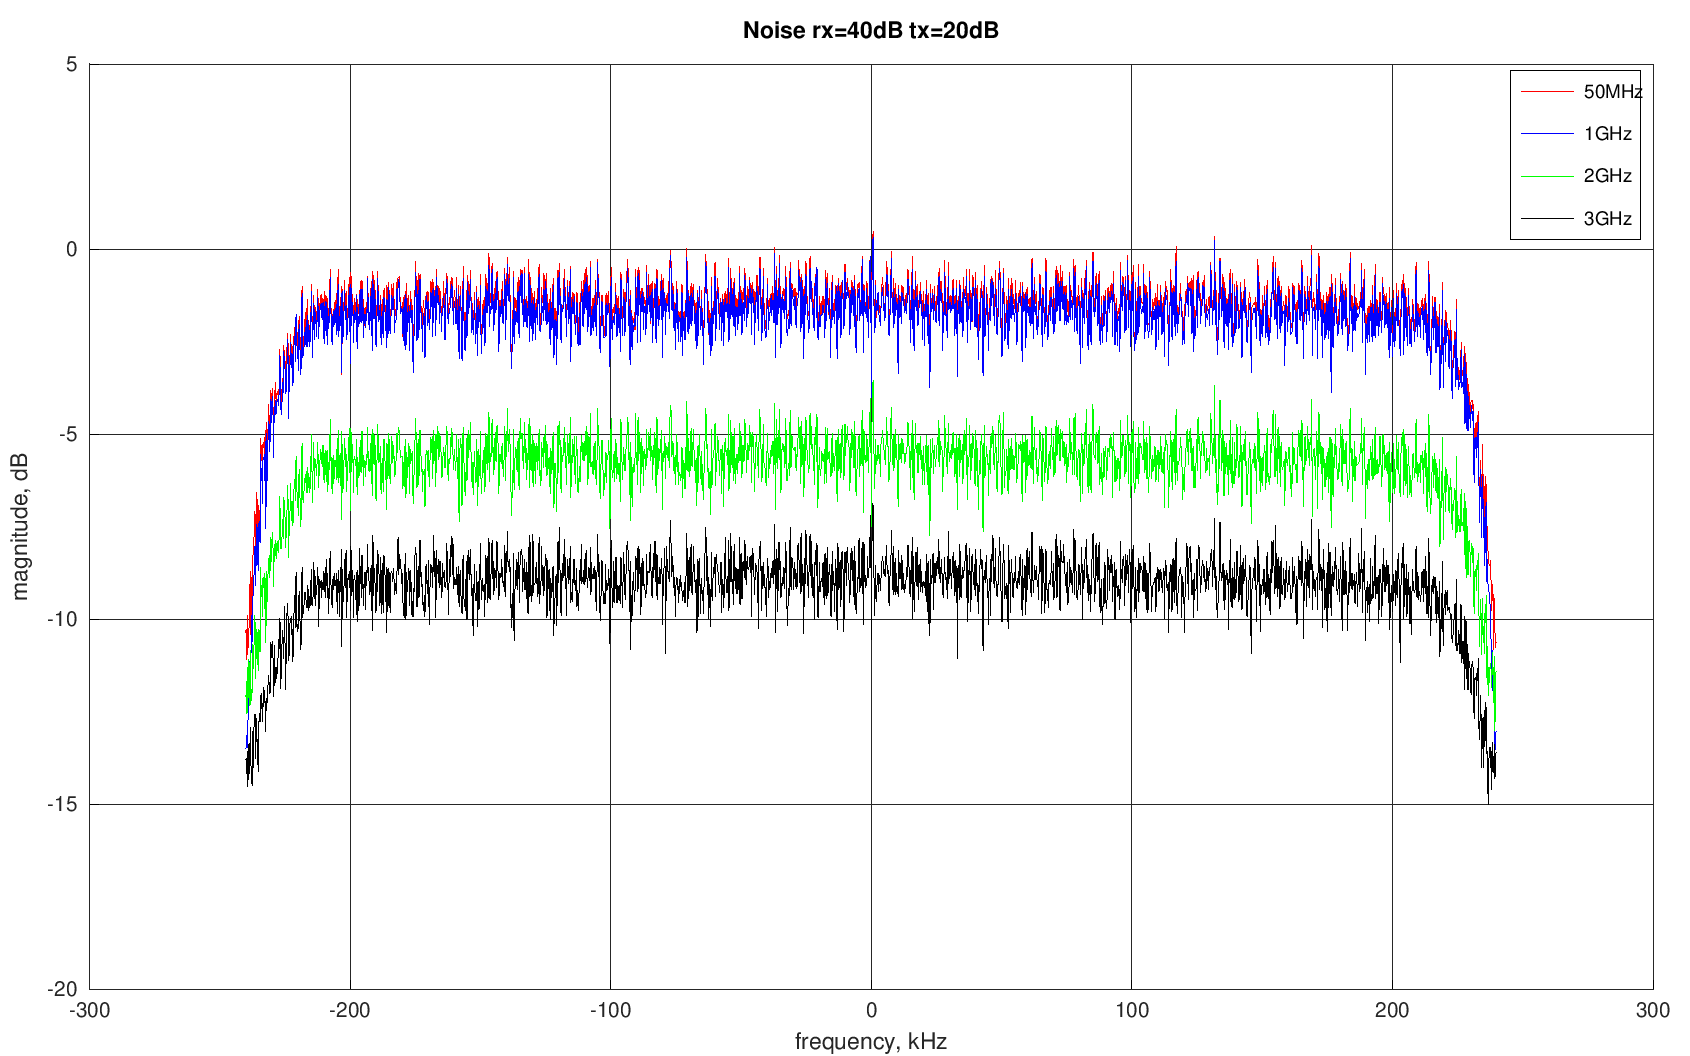 Noise rx=40dB tx=20dB
5
0
-5
-10
-15
-20
magnitude, dB
50MHz
1GHz
2GHz
3GHz
-300
-200
-100
0
100
200
300
frequency, kHz